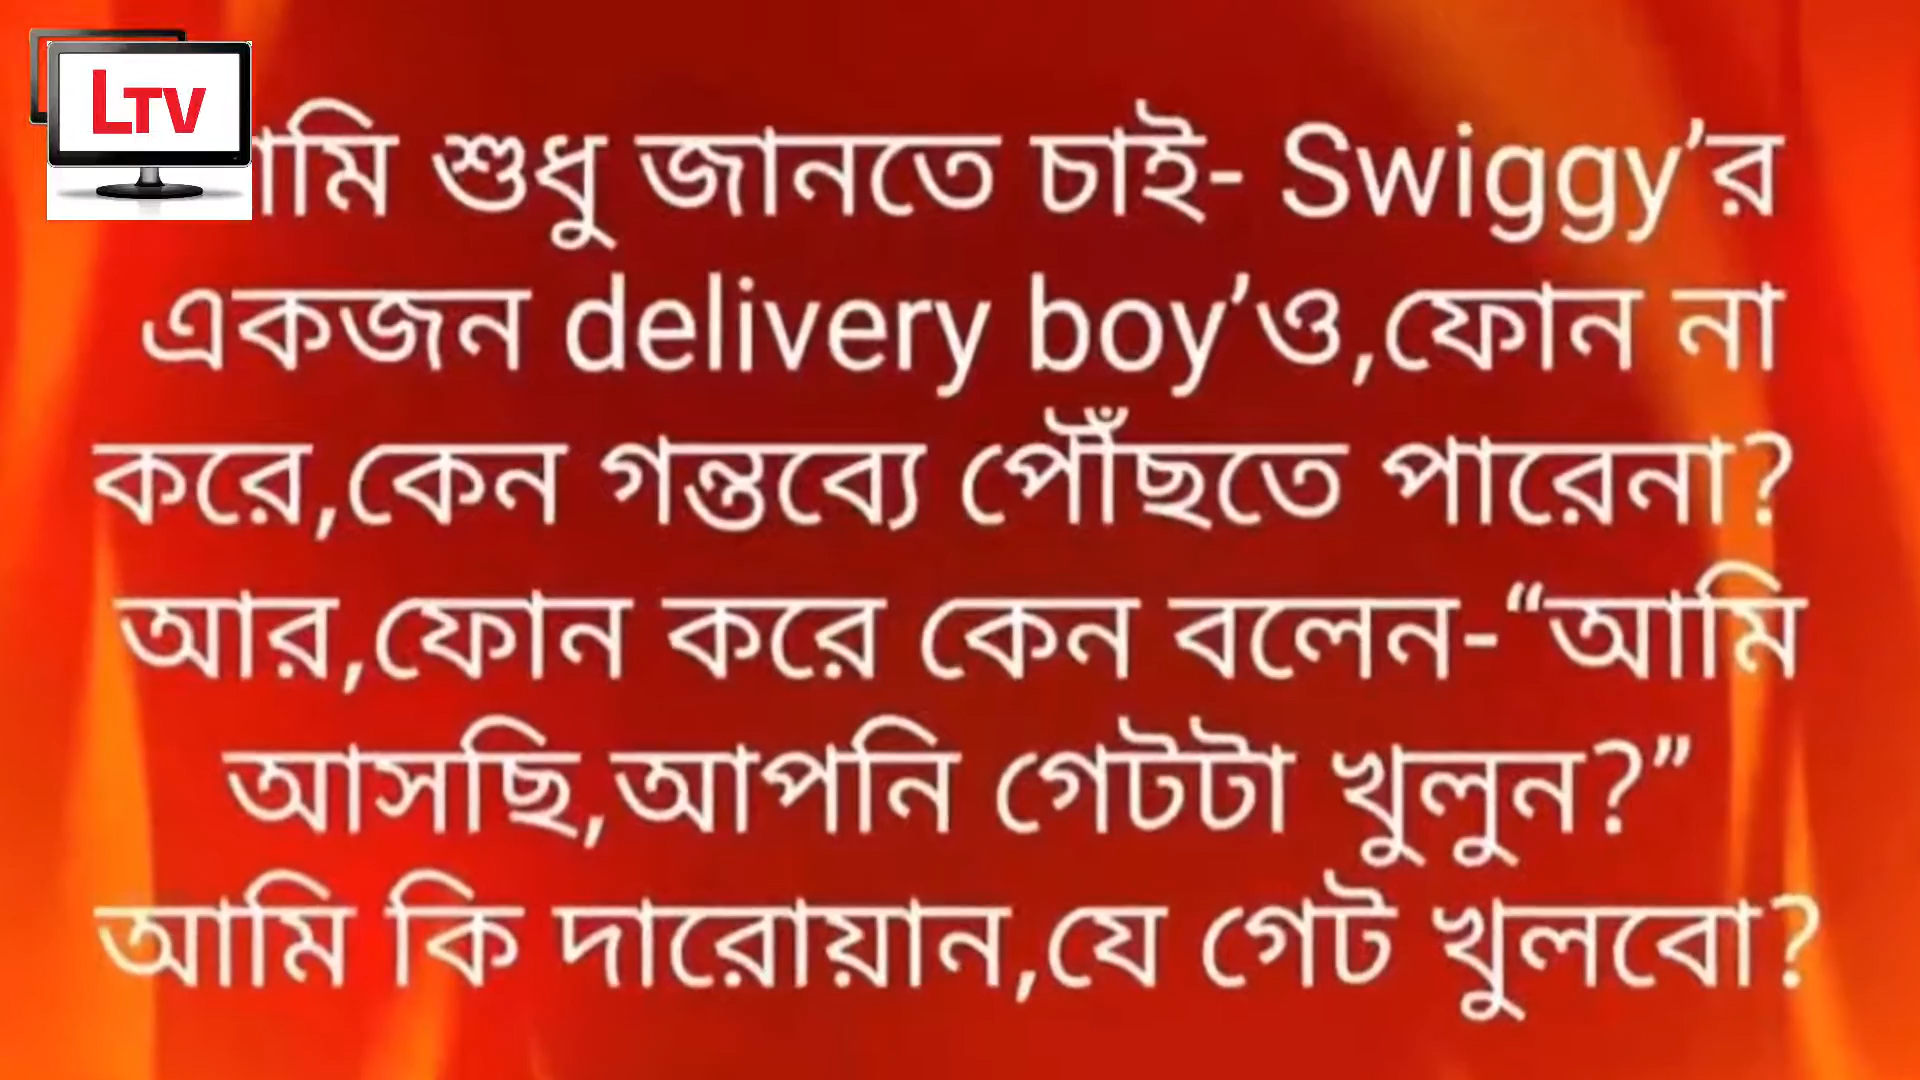 LTV
মি শুধু জানতে চাই- Swiggy’র
একজন delivery boy’ও,ফোন না
করে,কেন গন্তব্যে পৌঁছতে পারেনা?
আর,ফোন করে কেন বলেন-“আমি
আসছি,আপনি গেটটা খুলুন?”
আমি কি দারোয়ান,যে গেট খুলবো?